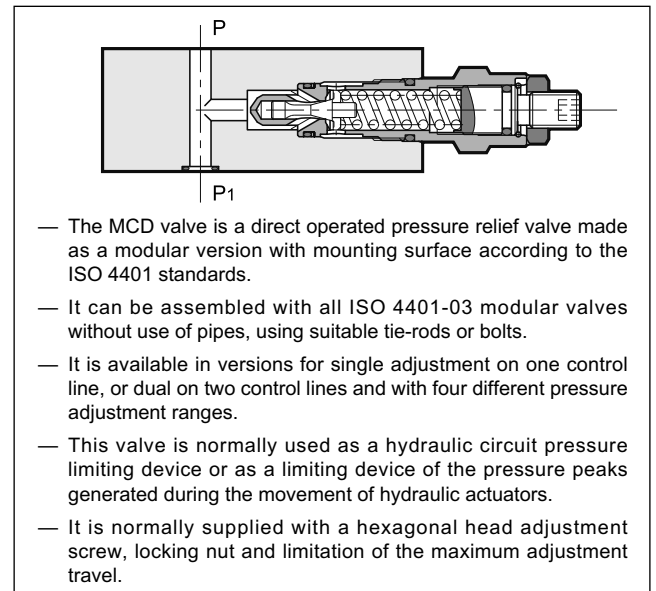 P
P1
— The MCD valve is a direct operated pressure relief valve made
as a modular version with mounting surface according to the
ISO 4401 standards.
— It can be assembled with all ISO 4401-03 modular valves
without use of pipes, using suitable tie-rods or bolts.
— It is available in versions for single adjustment on one control
line, or dual on two control lines and with four different pressure
adjustment ranges.
— This valve is normally used as a hydraulic circuit pressure
limiting device or as a limiting device of the pressure peaks
generated during the movement of hydraulic actuators.
— It is normally supplied with a hexagonal head adjustment
screw, locking nut and limitation of the maximum adjustment
travel.